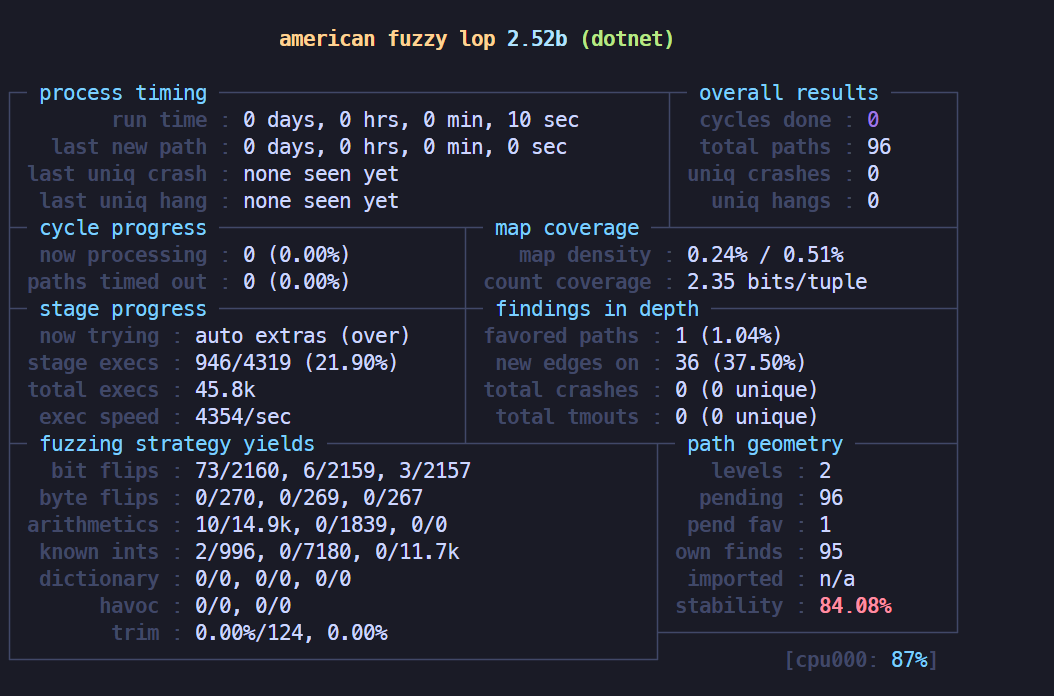 american fuzzy lop 2.52b (dotnet)
process timing overall results
run time : 0 days, 0 hrs, 0 min, 10 sec cycles done : 0
last new path : 0 days, 0 hrs, 0 min, 0 sec total paths : 96
last uniq crash : none seen yet uniq crashes : 0
last uniq hang : none seen yet uniq hangs : 0
cycle progress map coverage
now processing : 0 (0.00%) map density : 0.24% / 0.51%
paths timed out : 0 (0.00%) count coverage : 2.35 bits/tuple
stage progress findings in depth
now trying : auto extras (over) favored paths : 1 (1.04%)
stage execs : 946/4319 (21.90%) new edges on : 36 (37.50%)
total execs : 45.8k total crashes : 0 (0 unique)
exec speed : 4354/sec total tmouts : 0 (0 unique)
fuzzing strategy yields path geometry
bit flips : 73/2160, 6/2159, 3/2157 levels : 2
byte flips : 0/270, 0/269, 0/267 pending : 96
arithmetics : 10/14.9k, 0/1839, 0/0 pend fav : 1
known ints : 2/996, 0/7180, 0/11.7k own finds : 95
dictionary : 0/0, 0/0, 0/0 imported : n/a
havoc : 0/0, 0/0 stability : 84.08%
trim : 0.00%/124, 0.00%
[cpu000: 87%]